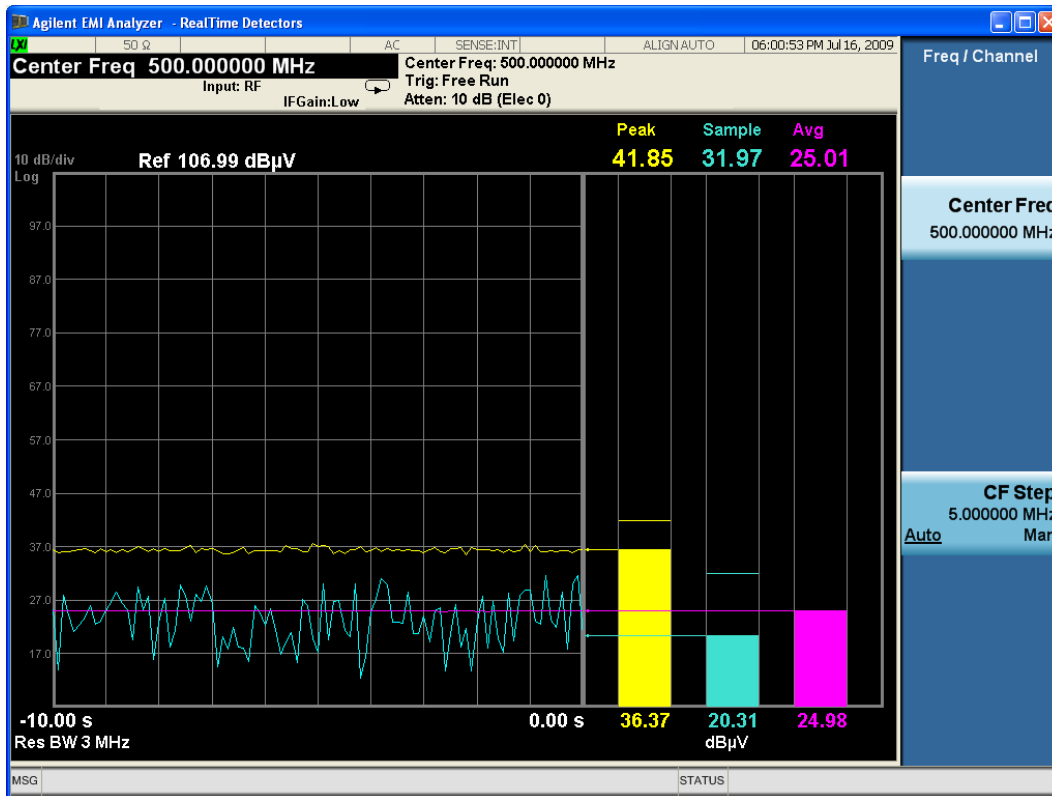 Agilent EMI Analyzer - RealTime Detectors
LXI 50 Ω AC SENSE:INT ALIGN AUTO 06:00:53 PM Jul 16, 2009
Center Freq 500.000000 MHz
Input: RF
IFGain:Low
Center Freq: 500.000000 MHz
Trig: Free Run
Atten: 10 dB (Elec 0)
Freq / Channel
Center Freq
500.000000 MHz
CF Step
5.000000 MHz
Auto Man
Peak Sample Avg
41.85 31.97 25.01
10 dB/div Ref 106.99 dBµV
Log
97.0
87.0
77.0
67.0
57.0
47.0
37.0
27.0
17.0
-10.00 s 0.00 s 36.37 20.31 24.98
Res BW 3 MHz dBµV
MSG STATUS